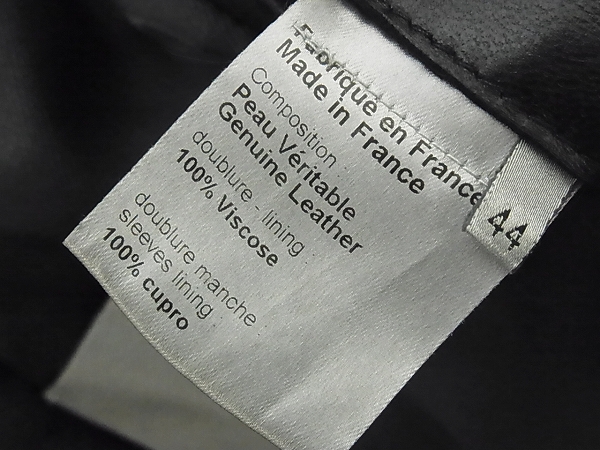 Fabriqué en France
Made in France
Composition
Peau Véritable
Genuine Leather
doublure - lining
100% Viscose
doublure manche
sleeves lining
100% cupro
44